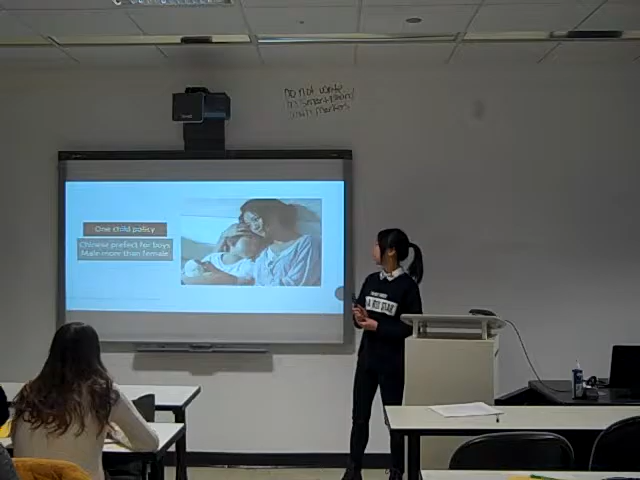 Do not write
on smartboard
with markers
One child policy
Chinese prefect for boys
Male more than female